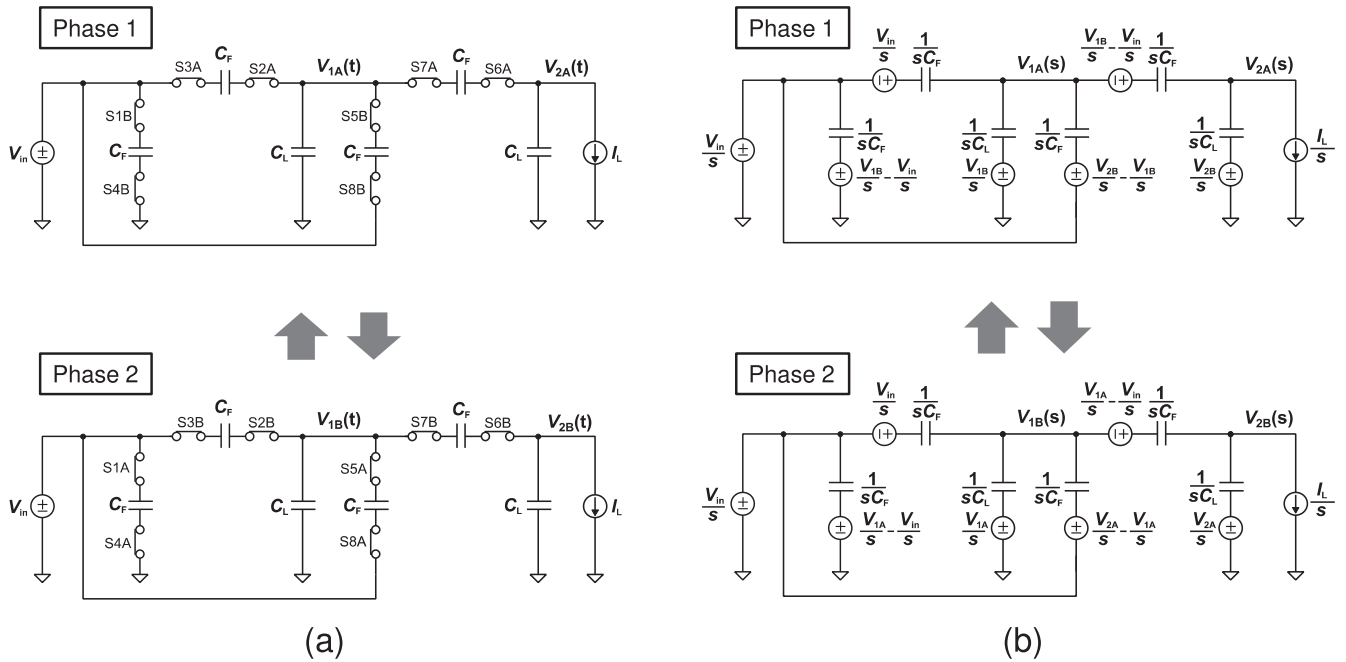 Phase 1
S3A C_F S2A V_1A(t) S7A C_F S6A V_2A(t)
S1B S5B
V_in ± C_F C_L C_F C_L I_L
S4B S8B
Phase 2
S3B C_F S2B V_1B(t) S7B C_F S6B V_2B(t)
S1A S5A
V_in ± C_F C_L C_F C_L I_L
S4A S8A
(a)
Phase 1
V_in/s 1/sC_F V_1A(s) V_1B/s - V_in/s 1/sC_F V_2A(s)
1/sC_F 1/sC_L 1/sC_F 1/sC_L
V_in/s ± I_L/s
V_1B/s - V_in/s V_1B/s V_2B/s - V_1B/s V_2B/s
Phase 2
V_in/s 1/sC_F V_1B(s) V_1A/s - V_in/s 1/sC_F V_2B(s)
1/sC_F 1/sC_L 1/sC_F 1/sC_L
V_in/s ± I_L/s
V_1A/s - V_in/s V_1A/s V_2A/s - V_1A/s V_2A/s
(b)